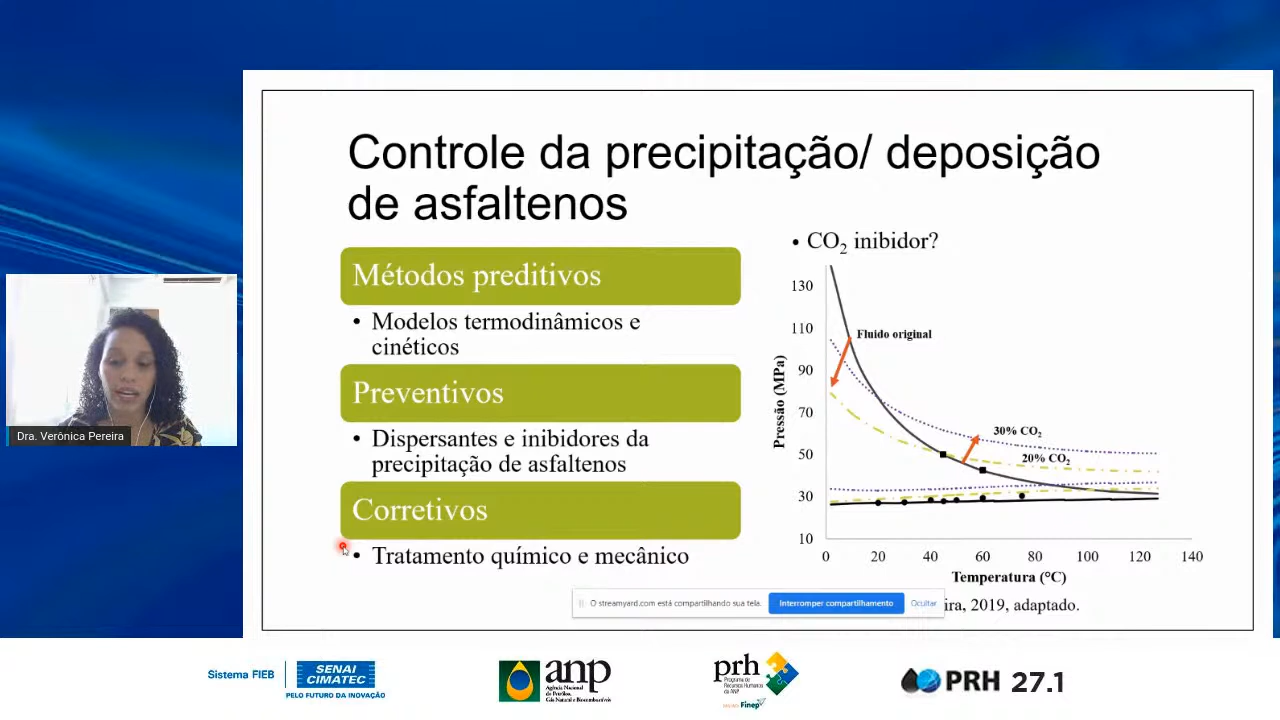 Controle da precipitação/ deposição
de asfaltenos
Métodos preditivos
• Modelos termodinâmicos e
cinéticos
Preventivos
• Dispersantes e inibidores da
precipitação de asfaltenos
Corretivos
• Tratamento químico e mecânico
• CO₂ inibidor?
Pressão (MPa)
130
110
90
70
50
30
10
Fluído original
30% CO₂
20% CO₂
0 20 40 60 80 100 120 140
Temperatura (°C)
ira, 2019, adaptado.
O streamyard.com está compartilhando sua tela.
Interromper compartilhamento
Ocultar
Dra. Verônica Pereira
Sistema FIEB
SENAI
CIMATEC
PELO FUTURO DA INOVAÇÃO
anp
Agência Nacional
do Petróleo,
Gás Natural e Biocombustíveis
prh
Programa de
Recursos Humanos
da ANP
Finep
PRH 27.1